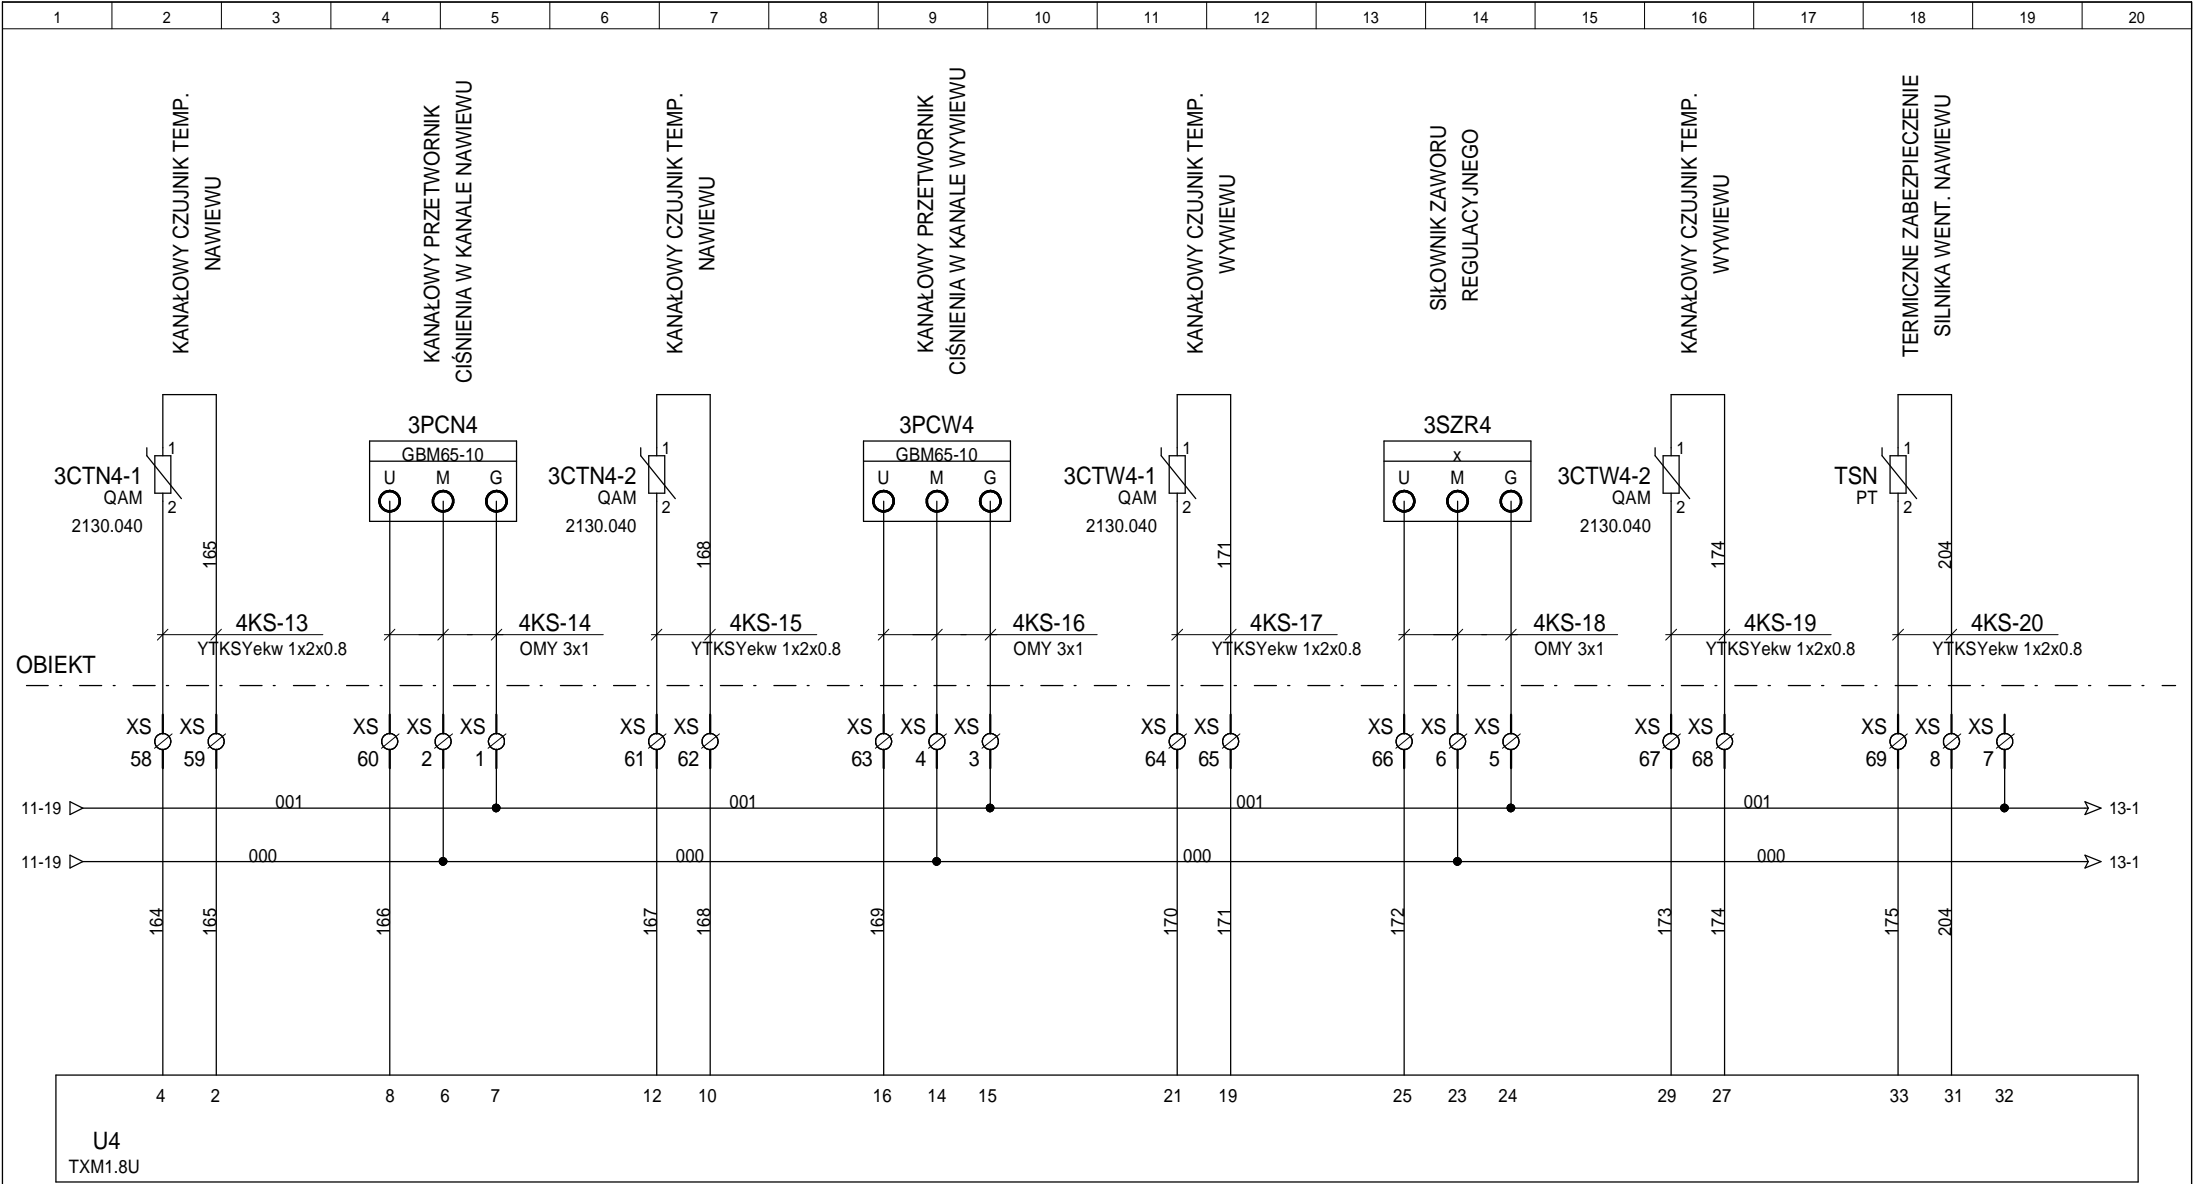 1 2 3 4 5 6 7 8 9 10 11 12 13 14 15 16 17 18 19 20
KANAŁOWY CZUJNIK TEMP.
NAWIEWU
KANAŁOWY PRZETWORNIK
CIŚNIENIA W KANALE NAWIEWU
KANAŁOWY CZUJNIK TEMP.
NAWIEWU
KANAŁOWY PRZETWORNIK
CIŚNIENIA W KANALE WYWIEWU
KANAŁOWY CZUJNIK TEMP.
WYWIEWU
SIŁOWNIK ZAWORU
REGULACYJNEGO
KANAŁOWY CZUJNIK TEMP.
WYWIEWU
TERMICZNE ZABEZPIECZENIE
SILNIKA WENT. NAWIEWU
3CTN4-1
QAM
2130.040
1
2
3PCN4
GBM65-10
U M G
3CTN4-2
QAM
2130.040
1
2
3PCW4
GBM65-10
U M G
3CTW4-1
QAM
2130.040
1
2
3SZR4
x
U M G
3CTW4-2
QAM
2130.040
1
2
TSN
PT
1
2
165 168 171 174 204
4KS-13
YTKSYekw 1x2x0.8
4KS-14
OMY 3x1
4KS-15
YTKSYekw 1x2x0.8
4KS-16
OMY 3x1
4KS-17
YTKSYekw 1x2x0.8
4KS-18
OMY 3x1
4KS-19
YTKSYekw 1x2x0.8
4KS-20
YTKSYekw 1x2x0.8
OBIEKT
XS XS XS XS XS XS XS XS XS XS XS XS XS XS XS XS XS XS XS XS
58 59 60 2 1 61 62 63 4 3 64 65 66 6 5 67 68 69 8 7
11-19 001 001 001 001 13-1
11-19 000 000 000 000 13-1
164 165 166 167 168 169 170 171 172 173 174 175 204
4 2 8 6 7 12 10 16 14 15 21 19 25 23 24 29 27 33 31 32
U4
TXM1.8U